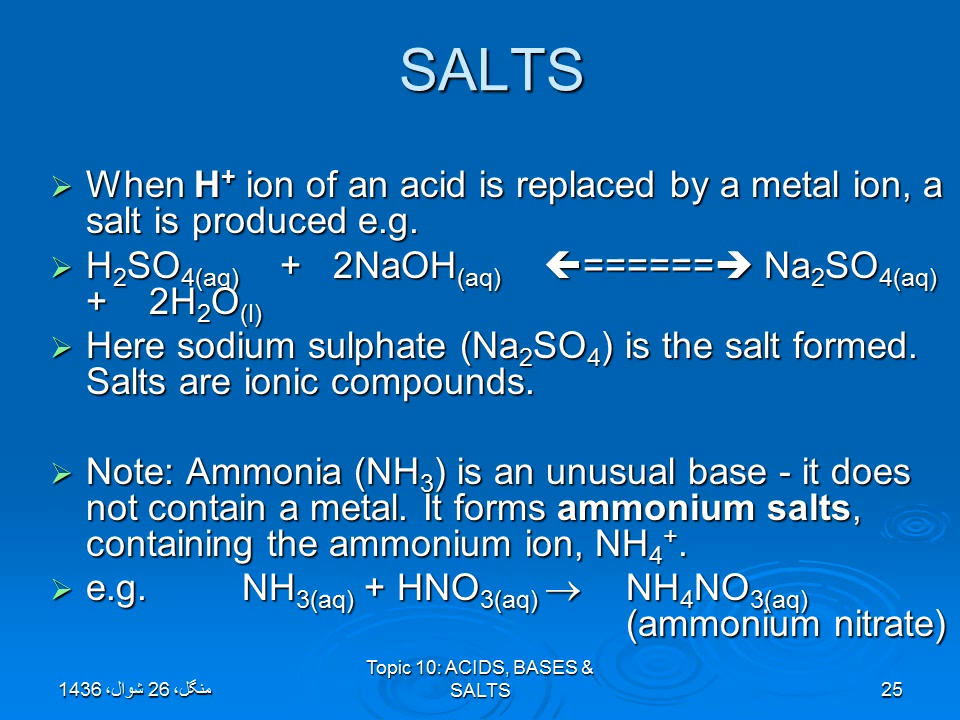 SALTS
➢ When H⁺ ion of an acid is replaced by a metal ion, a
salt is produced e.g.
➢ H₂SO₄(aq) + 2NaOH(aq) 🡸======🡺 Na₂SO₄(aq)
+ 2H₂O(l)
➢ Here sodium sulphate (Na₂SO₄) is the salt formed.
Salts are ionic compounds.
➢ Note: Ammonia (NH₃) is an unusual base - it does
not contain a metal. It forms ammonium salts,
containing the ammonium ion, NH₄⁺.
➢ e.g. NH₃(aq) + HNO₃(aq) → NH₄NO₃(aq)
(ammonium nitrate)
منگل، 26 شوال، 1436
Topic 10: ACIDS, BASES &
SALTS
25